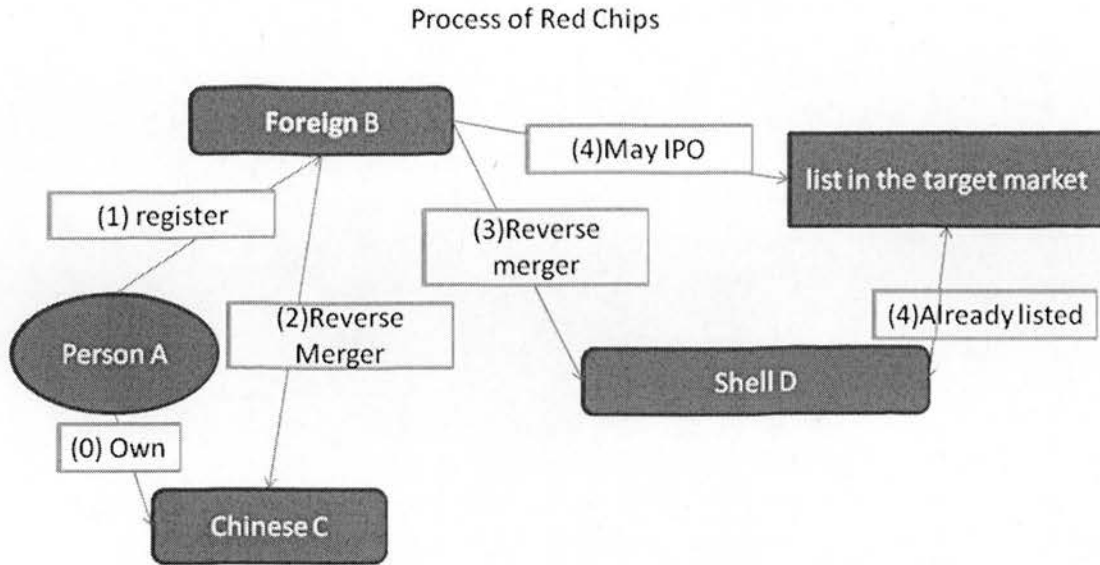 Process of Red Chips
Foreign B
(4)May IPO
list in the target market
(1) register
(3)Reverse
merger
(2)Reverse
Merger
(4)Already listed
Person A
Shell D
(0) Own
Chinese C